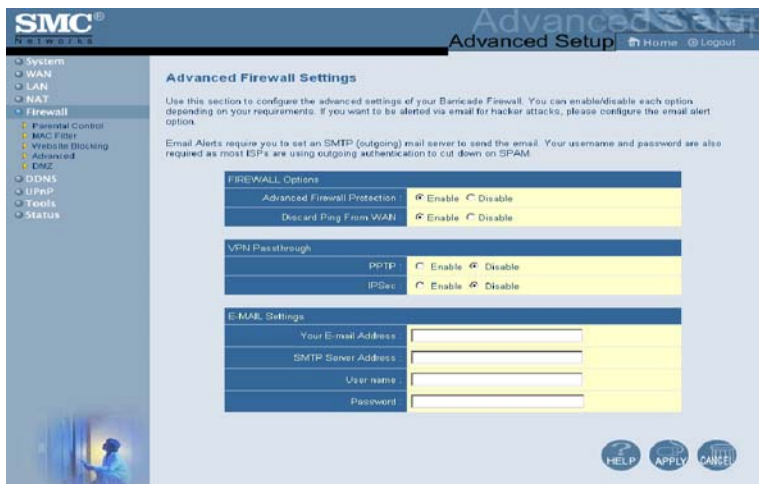 SMC®
Networks
Advanced Setup
Advanced Setup
Home
Logout
System
WAN
LAN
NAT
Firewall
Parental Control
MAC Filter
Website Blocking
Advanced
DMZ
DDNS
UPnP
Tools
Status
Advanced Firewall Settings
Use this section to configure the advanced settings of your Barricade Firewall. You can enable/disable each option
depending on your requirements. If you want to be alerted via email for hacker attacks, please configure the email alert
option.
Email Alerts require you to set an SMTP (outgoing) mail server to send the email. Your username and password are also
required as most ISPs are using outgoing authentication to cut down on SPAM.
FIREWALL Options
Advanced Firewall Protection : Enable Disable
Discard Ping From WAN : Enable Disable
VPN Passthrough
PPTP : Enable Disable
IPSec : Enable Disable
E-MAIL Settings
Your E-mail Address :
SMTP Server Address :
User name :
Password :
HELP
APPLY
CANCEL